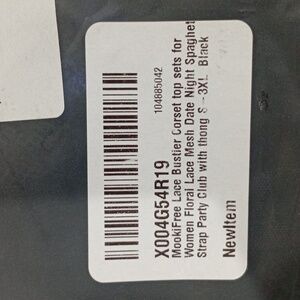 104885042
X004G54R19
MookiFree Lace Bustier Corset top sets for
Women Floral Lace Mesh Date Night Spaghet
Strap Party Club with thong S-3XL Black
NewItem